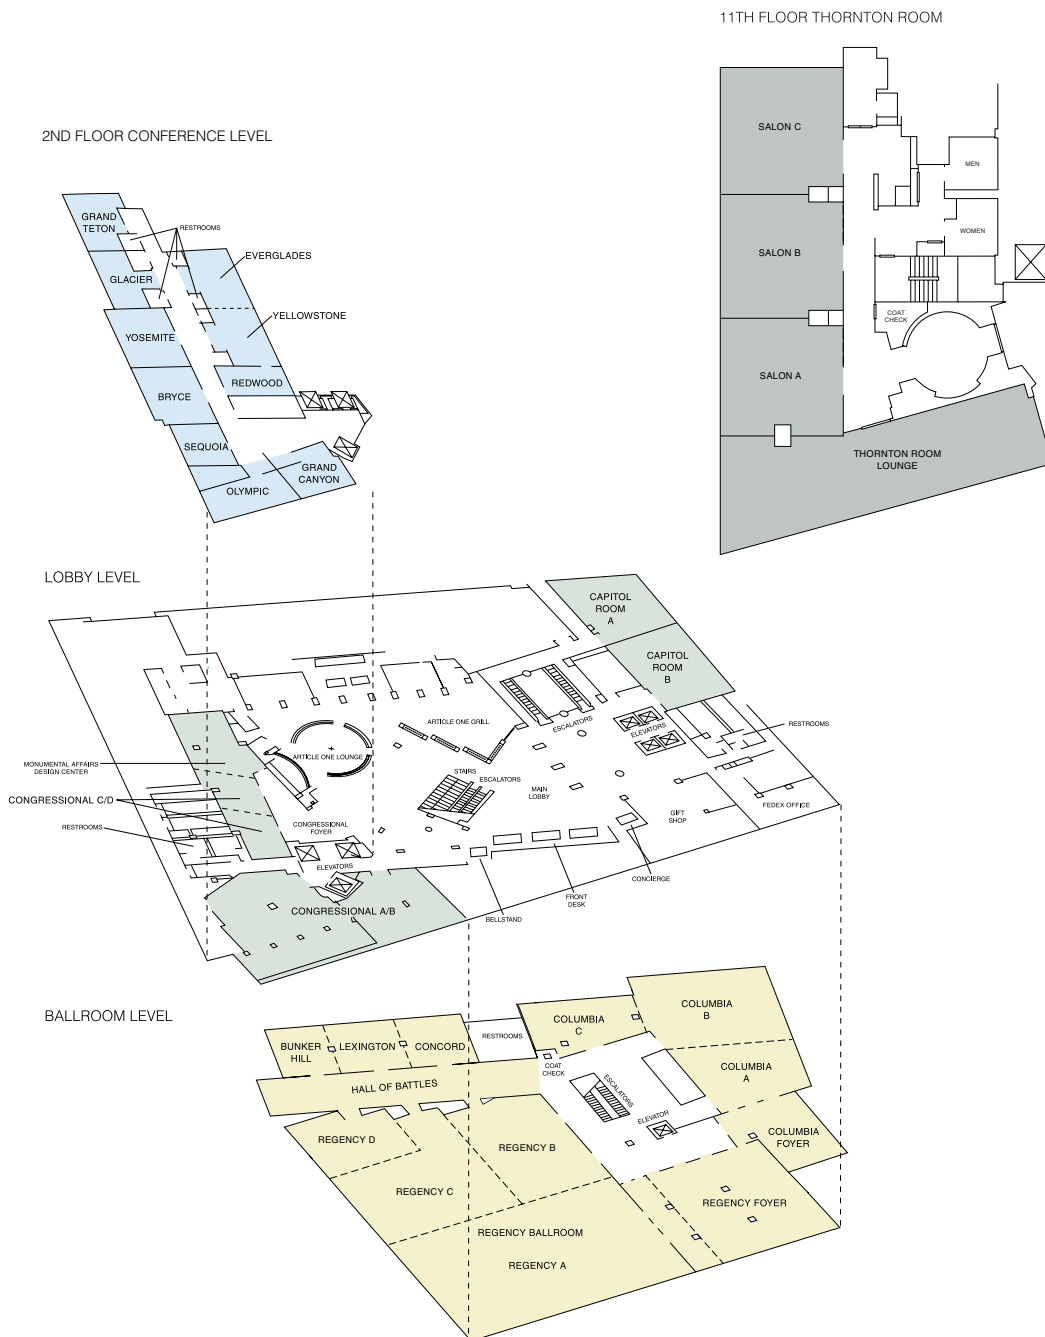 11TH FLOOR THORNTON ROOM
SALON C
MEN
SALON B
WOMEN
COAT
CHECK
SALON A
THORNTON ROOM
LOUNGE
2ND FLOOR CONFERENCE LEVEL
GRAND
TETON
RESTROOMS
EVERGLADES
GLACIER
YELLOWSTONE
YOSEMITE
REDWOOD
BRYCE
SEQUOIA
GRAND
CANYON
OLYMPIC
LOBBY LEVEL
CAPITOL
ROOM
A
CAPITOL
ROOM
B
ARTICLE ONE GRILL
ESCALATORS
ELEVATORS
RESTROOMS
ARTICLE ONE LOUNGE
MONUMENTAL AFFAIRS
DESIGN CENTER
STAIRS
ESCALATORS
MAIN
LOBBY
CONGRESSIONAL C/D
FEDEX OFFICE
GIFT
SHOP
CONGRESSIONAL
FOYER
RESTROOMS
ELEVATORS
CONCIERGE
FRONT
DESK
CONGRESSIONAL A/B
BELLSTAND
BALLROOM LEVEL
COLUMBIA
B
COLUMBIA
C
RESTROOMS
BUNKER
HILL
LEXINGTON
CONCORD
COAT
CHECK
COLUMBIA
A
HALL OF BATTLES
ESCALATORS
ELEVATOR
COLUMBIA
FOYER
REGENCY D
REGENCY B
REGENCY C
REGENCY FOYER
REGENCY BALLROOM
REGENCY A